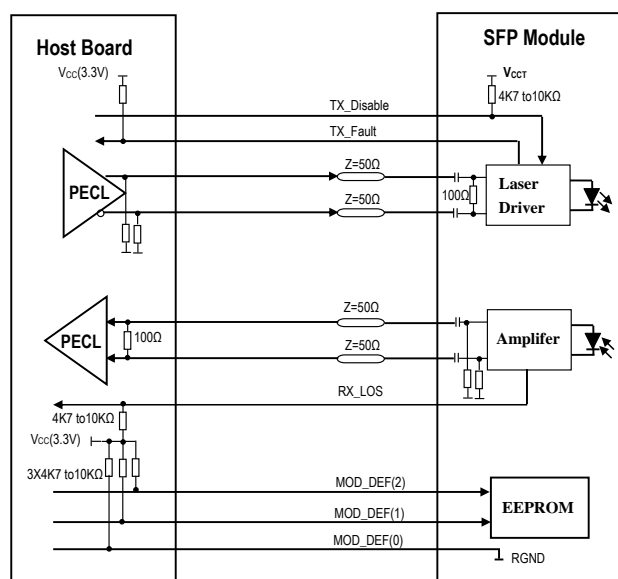 Host Board
SFP Module
Vcc(3.3V)
VCCT
4K7 to10KΩ
TX_Disable
TX_Fault
Z=50Ω
PECL
100Ω
Laser
Driver
Z=50Ω
Z=50Ω
PECL
100Ω
Amplifer
Z=50Ω
RX_LOS
4K7 to10KΩ
Vcc(3.3V)
3X4K7 to10KΩ
MOD_DEF(2)
EEPROM
MOD_DEF(1)
MOD_DEF(0)
RGND